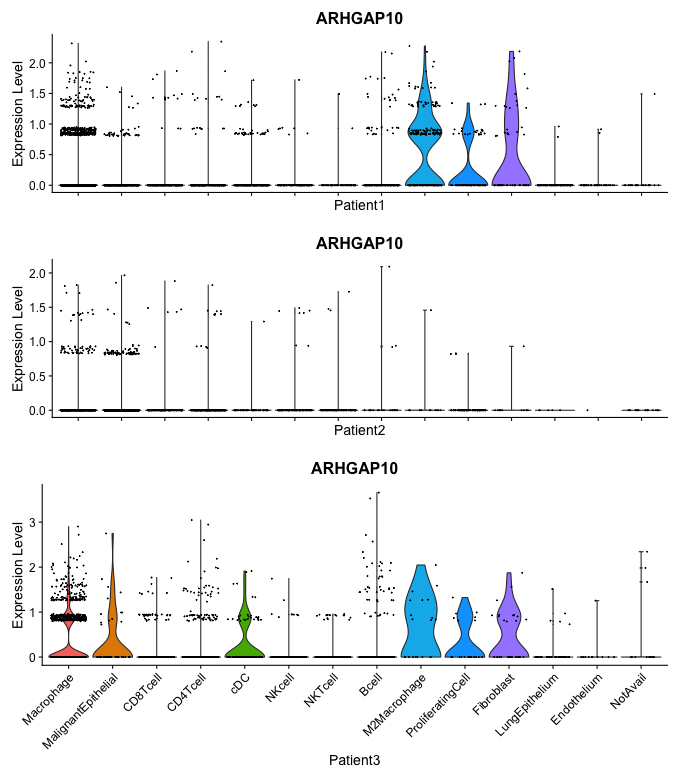 ARHGAP10
Expression Level
2.0
1.5
1.0
0.5
0.0
Patient1
ARHGAP10
Expression Level
2.0
1.5
1.0
0.5
0.0
Patient2
ARHGAP10
Expression Level
3
2
1
0
Macrophage
MalignantEpithelial
CD8Tcell
CD4Tcell
cDC
NKcell
NKTcell
Bcell
M2Macrophage
ProliferatingCell
Fibroblast
LungEpithelium
Endothelium
NotAvail
Patient3